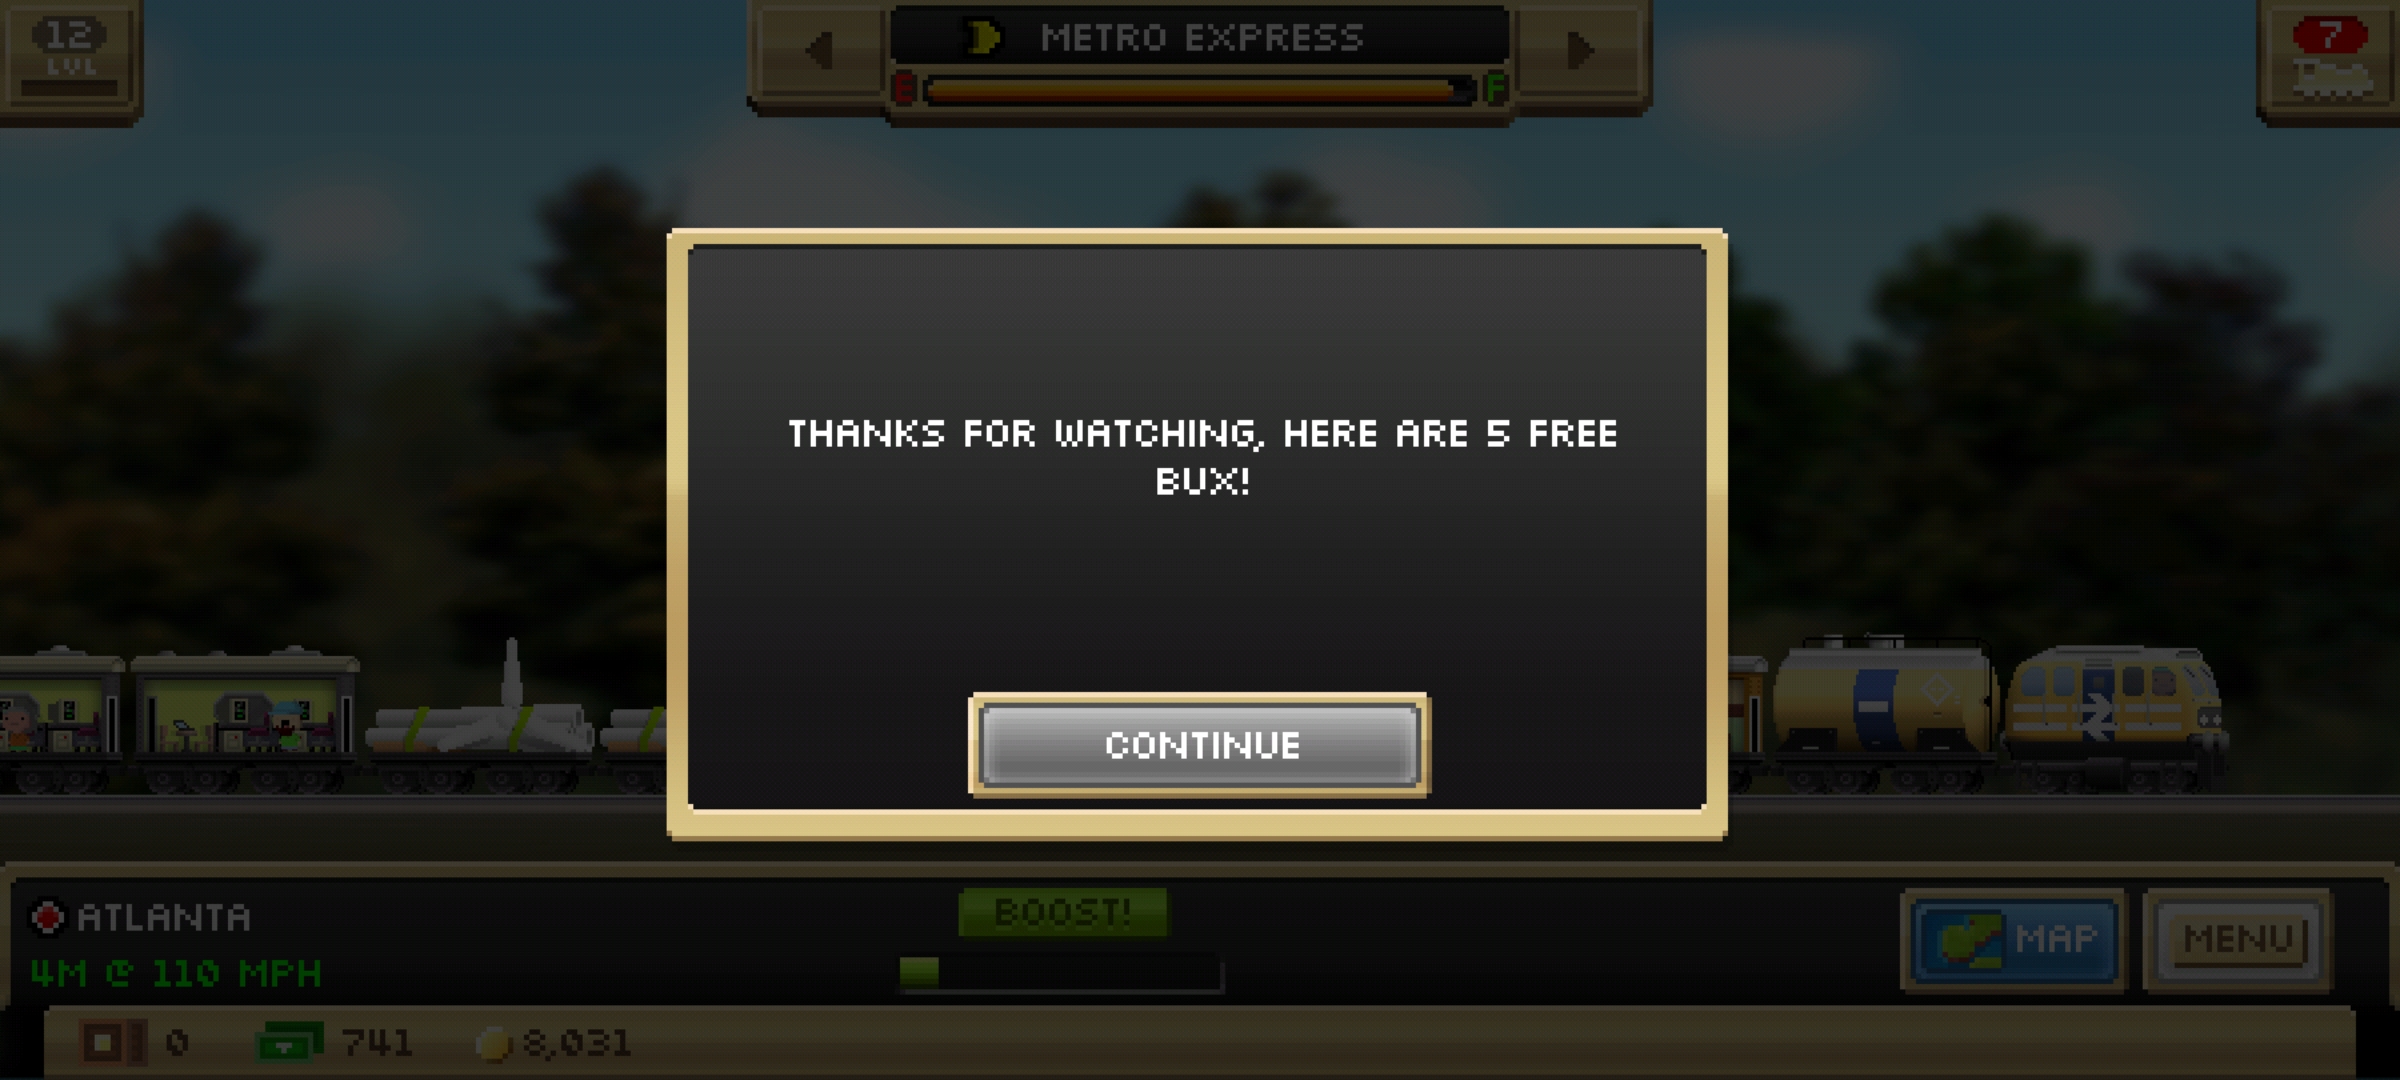 12
LVL
METRO EXPRESS
E F
7
THANKS FOR WATCHING, HERE ARE 5 FREE
BUX!
CONTINUE
ATLANTA
4M @ 110 MPH
BOOST!
MAP
MENU
0
741
8,031